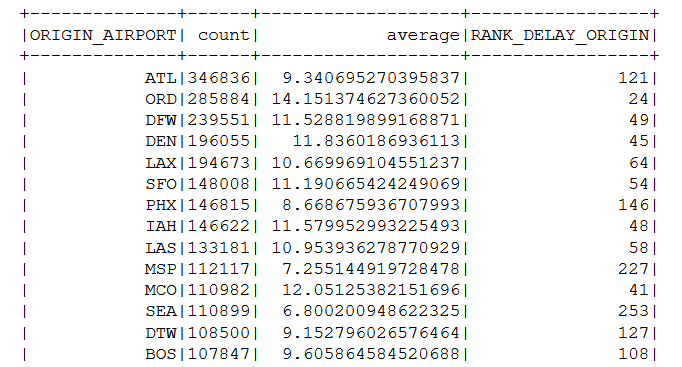 +--------------+------+------------------+-----------------+
|ORIGIN_AIRPORT| count|           average|RANK_DELAY_ORIGIN|
+--------------+------+------------------+-----------------+
|           ATL|346836| 9.340695270395837|              121|
|           ORD|285884|14.151374627360052|               24|
|           DFW|239551|11.528819899168871|               49|
|           DEN|196055|  11.8360186936113|               45|
|           LAX|194673|10.669969104551237|               64|
|           SFO|148008|11.190665424249069|               54|
|           PHX|146815| 8.668675936707993|              146|
|           IAH|146622|11.579952993225493|               48|
|           LAS|133181|10.953936278770929|               58|
|           MSP|112117| 7.255144919728478|              227|
|           MCO|110982| 12.05125382151696|               41|
|           SEA|110899| 6.800200948622325|              253|
|           DTW|108500| 9.152796026576464|              127|
|           BOS|107847| 9.605864584520688|              108|